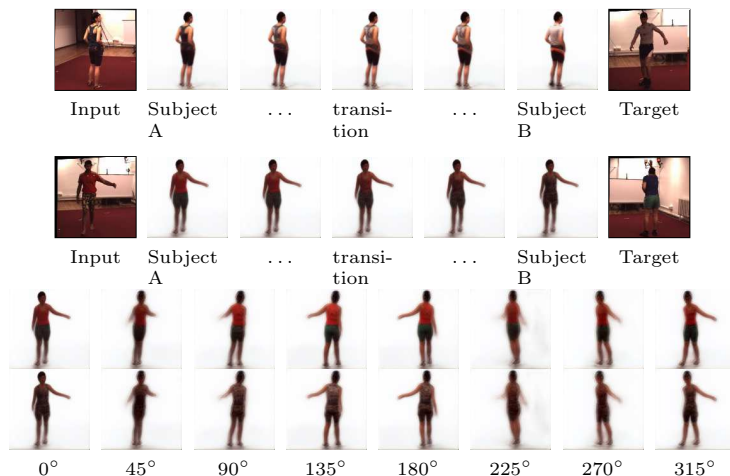 Input Subject A ... transi- tion ... Subject B Target
Input Subject A ... transi- tion ... Subject B Target
0° 45° 90° 135° 180° 225° 270° 315°